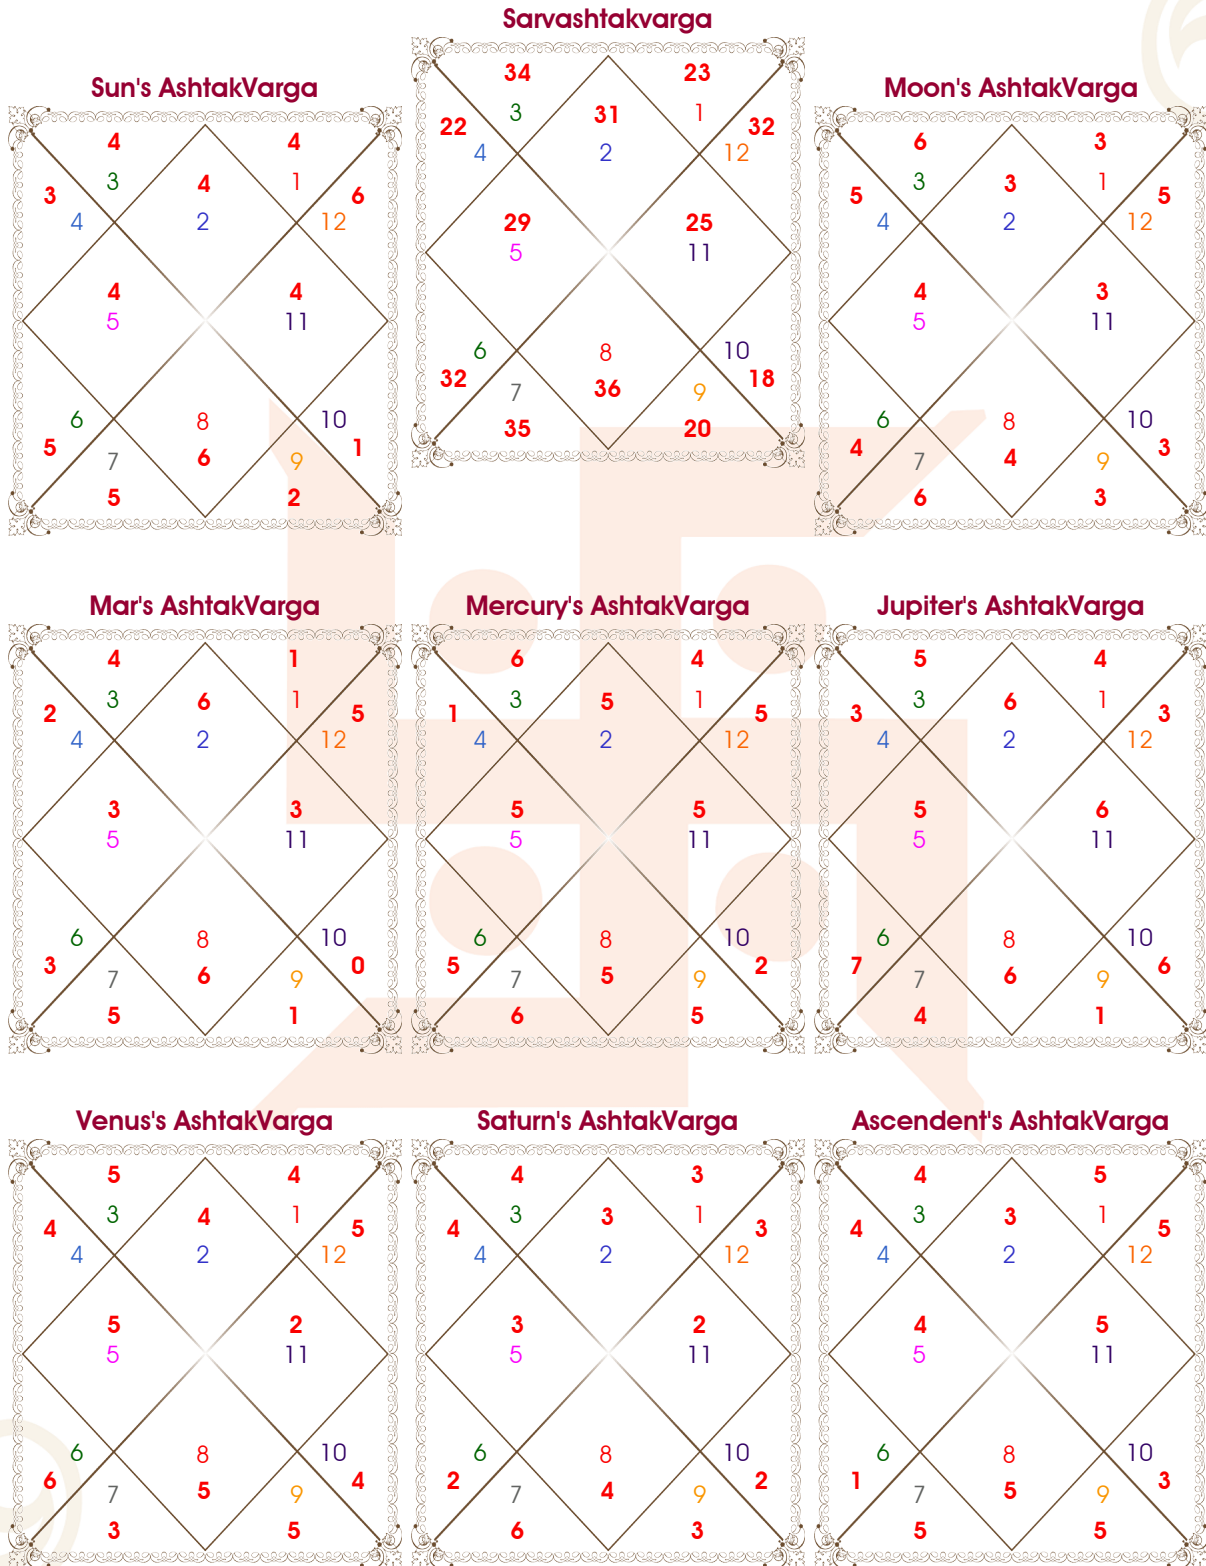 Sarvashtakvarga
34 23
3 31 1
22 32
4 2 12
29 25
5 11
6 8 10
32 36 18
7 9
35 20
Sun's AshtakVarga
4 4
3 4 1
3 6
4 2 12
4 4
5 11
6 8 10
5 6 1
7 9
5 2
Moon's AshtakVarga
6 3
3 3 1
5 5
4 2 12
4 3
5 11
6 8 10
4 4 3
7 9
6 3
Mar's AshtakVarga
4 1
3 6 1
2 5
4 2 12
3 3
5 11
6 8 10
3 6 0
7 9
5 1
Mercury's AshtakVarga
6 4
3 5 1
1 5
4 2 12
5 5
5 11
6 8 10
5 5 2
7 9
6 5
Jupiter's AshtakVarga
5 4
3 6 1
3 3
4 2 12
5 6
5 11
6 8 10
7 6 6
7 9
4 1
Venus's AshtakVarga
5 4
3 4 1
4 5
4 2 12
5 2
5 11
6 8 10
6 5 4
7 9
3 5
Saturn's AshtakVarga
4 3
3 3 1
4 3
4 2 12
3 2
5 11
6 8 10
2 4 2
7 9
6 3
Ascendent's AshtakVarga
4 5
3 3 1
4 5
4 2 12
4 5
5 11
6 8 10
1 5 3
7 9
5 5